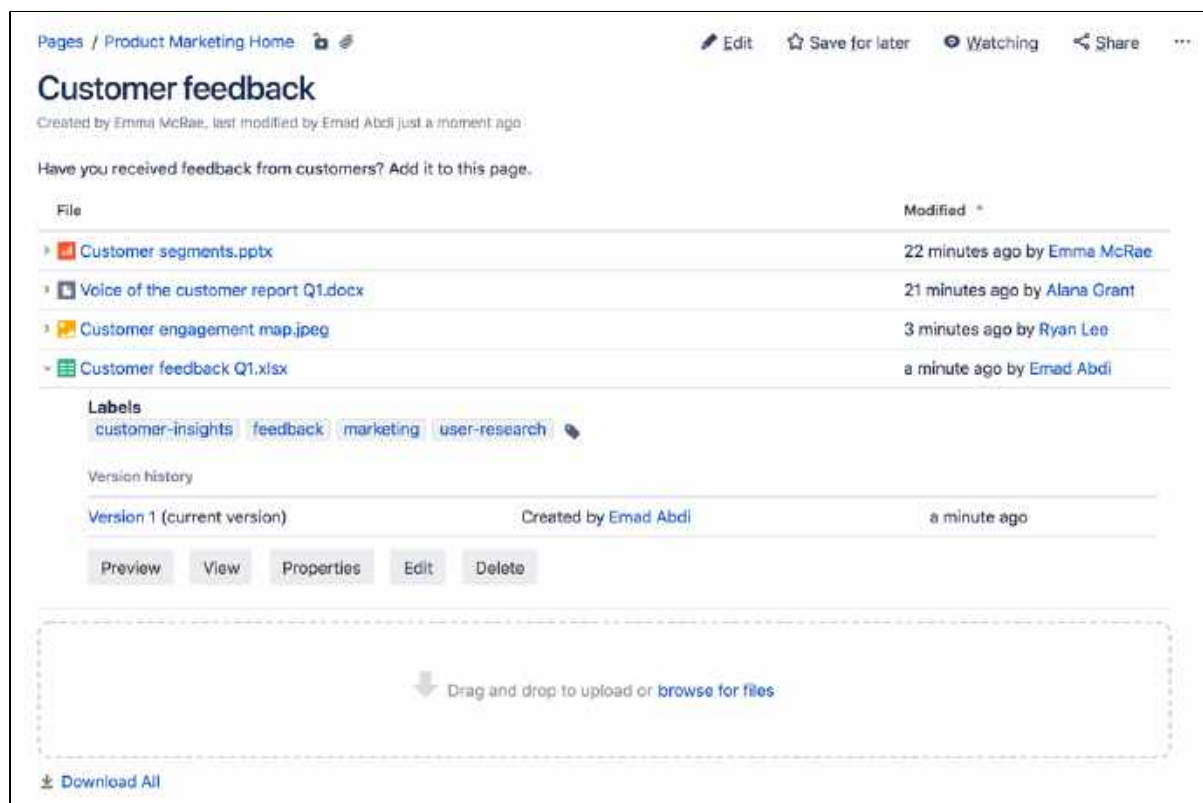 Pages / Product Marketing Home Edit Save for later Watching Share ...
Customer feedback
Created by Emma McRae, last modified by Emad Abdi just a moment ago
Have you received feedback from customers? Add it to this page.
File Modified
Customer segments.pptx 22 minutes ago by Emma McRae
Voice of the customer report Q1.docx 21 minutes ago by Alana Grant
Customer engagement map.jpeg 3 minutes ago by Ryan Lee
Customer feedback Q1.xlsx a minute ago by Emad Abdi
Labels
customer-insights feedback marketing user-research
Version history
Version 1 (current version) Created by Emad Abdi a minute ago
Preview View Properties Edit Delete
Drag and drop to upload or browse for files
Download All